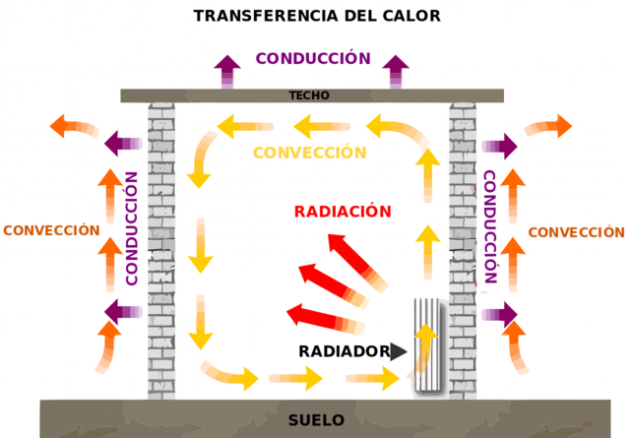 TRANSFERENCIA DEL CALOR
CONDUCCIÓN
TECHO
CONVECCIÓN
CONDUCCIÓN
CONDUCCIÓN
RADIACIÓN
CONVECCIÓN
CONVECCIÓN
RADIADOR
SUELO